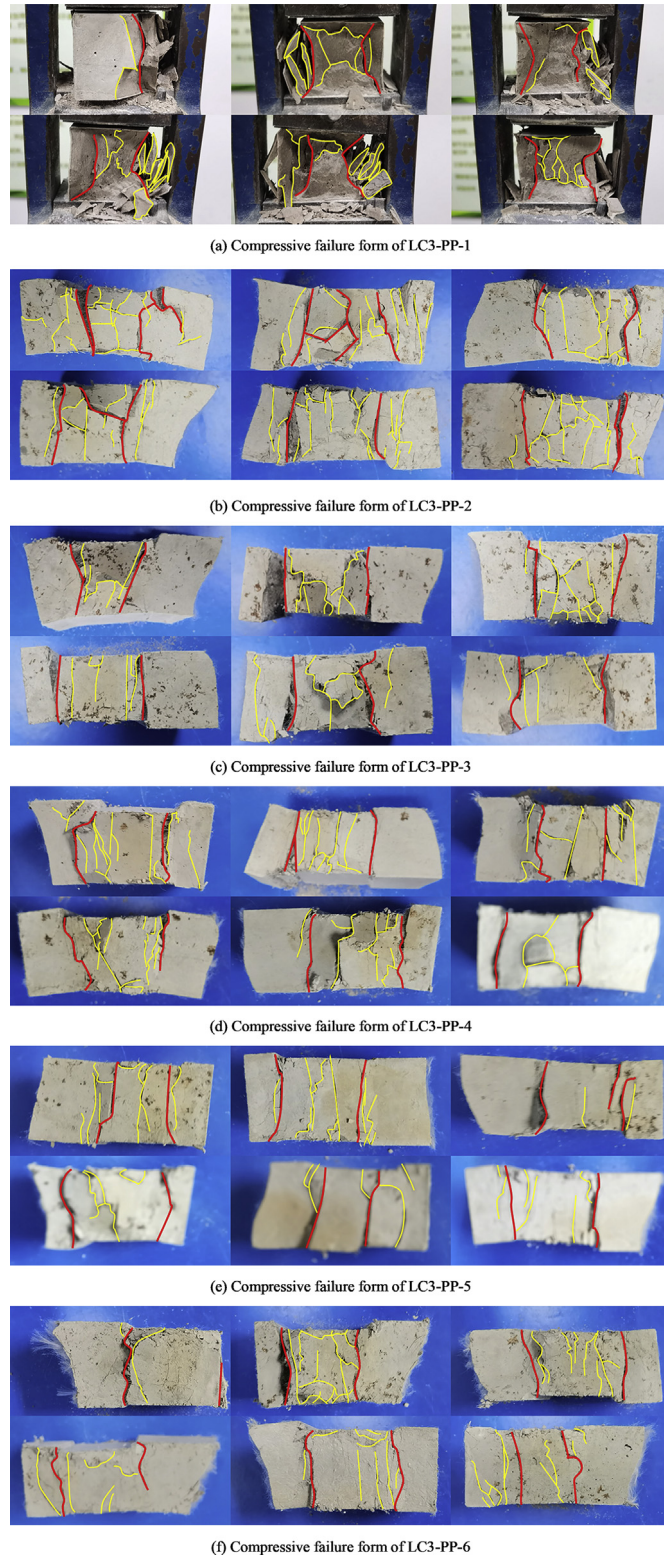 (a) Compressive failure form of LC3-PP-1
(b) Compressive failure form of LC3-PP-2
(c) Compressive failure form of LC3-PP-3
(d) Compressive failure form of LC3-PP-4
(e) Compressive failure form of LC3-PP-5
(f) Compressive failure form of LC3-PP-6